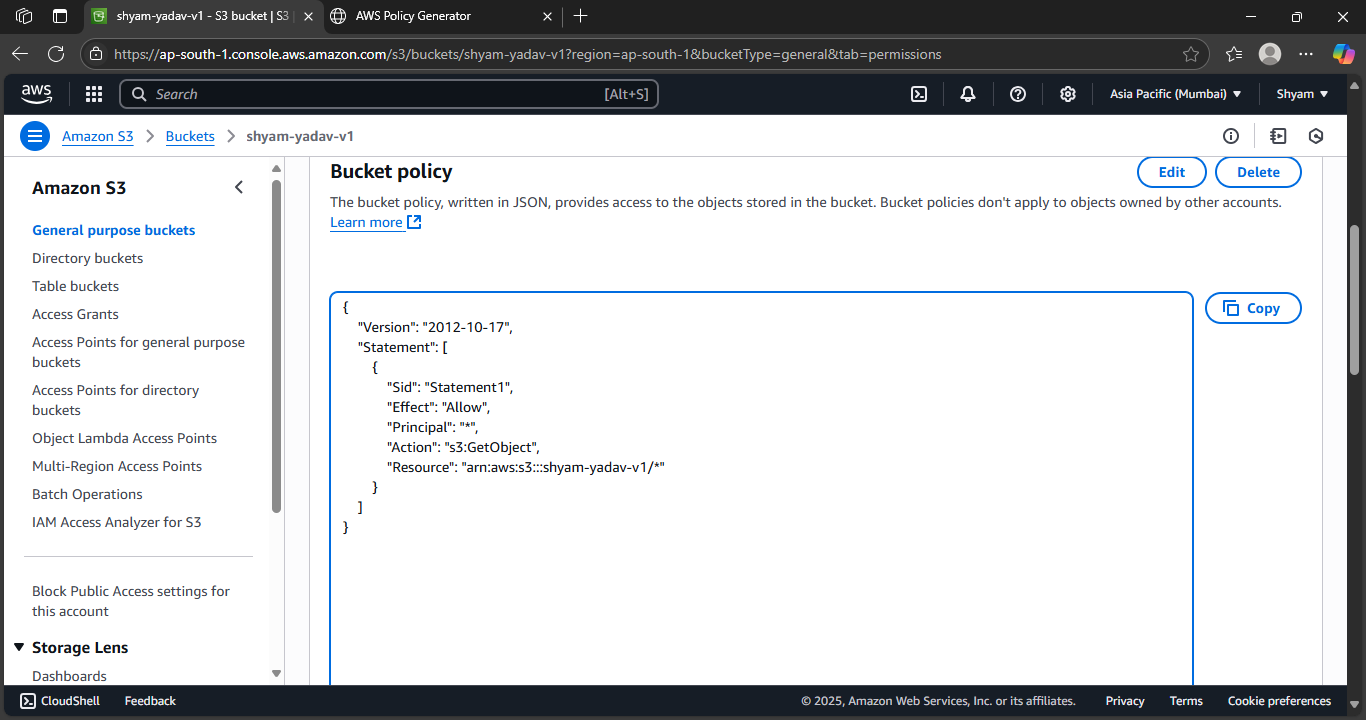 shyam-yadav-v1 - S3 bucket | S3
AWS Policy Generator
https://ap-south-1.console.aws.amazon.com/s3/buckets/shyam-yadav-v1?region=ap-south-1&bucketType=general&tab=permissions
aws
Search
[Alt+S]
Asia Pacific (Mumbai)
Shyam
Amazon S3
Buckets
shyam-yadav-v1
Amazon S3
General purpose buckets
Directory buckets
Table buckets
Access Grants
Access Points for general purpose
buckets
Access Points for directory
buckets
Object Lambda Access Points
Multi-Region Access Points
Batch Operations
IAM Access Analyzer for S3
Block Public Access settings for
this account
Storage Lens
Dashboards
Bucket policy
Edit
Delete
The bucket policy, written in JSON, provides access to the objects stored in the bucket. Bucket policies don't apply to objects owned by other accounts.
Learn more
{
"Version": "2012-10-17",
"Statement": [
{
"Sid": "Statement1",
"Effect": "Allow",
"Principal": "*",
"Action": "s3:GetObject",
"Resource": "arn:aws:s3:::shyam-yadav-v1/*"
}
]
}
Copy
CloudShell
Feedback
© 2025, Amazon Web Services, Inc. or its affiliates.
Privacy
Terms
Cookie preferences